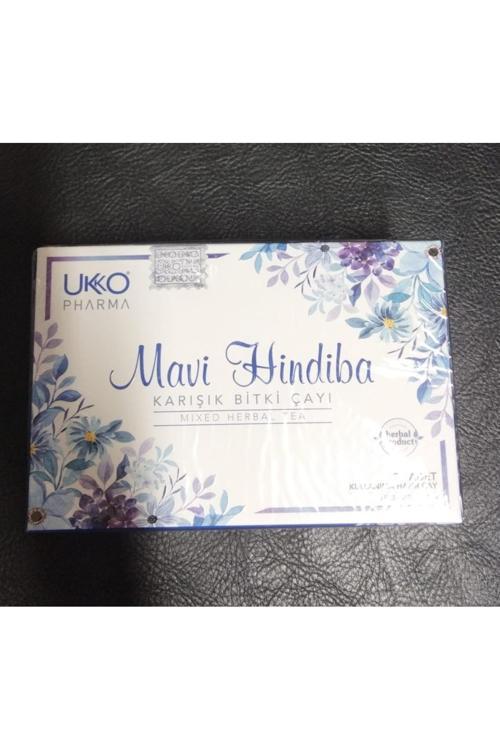 UKKO
PHARMA
Mavi Hindiba
KARIŞIK BİTKİ ÇAYI
MIXED HERBAL TEA
herbal
products